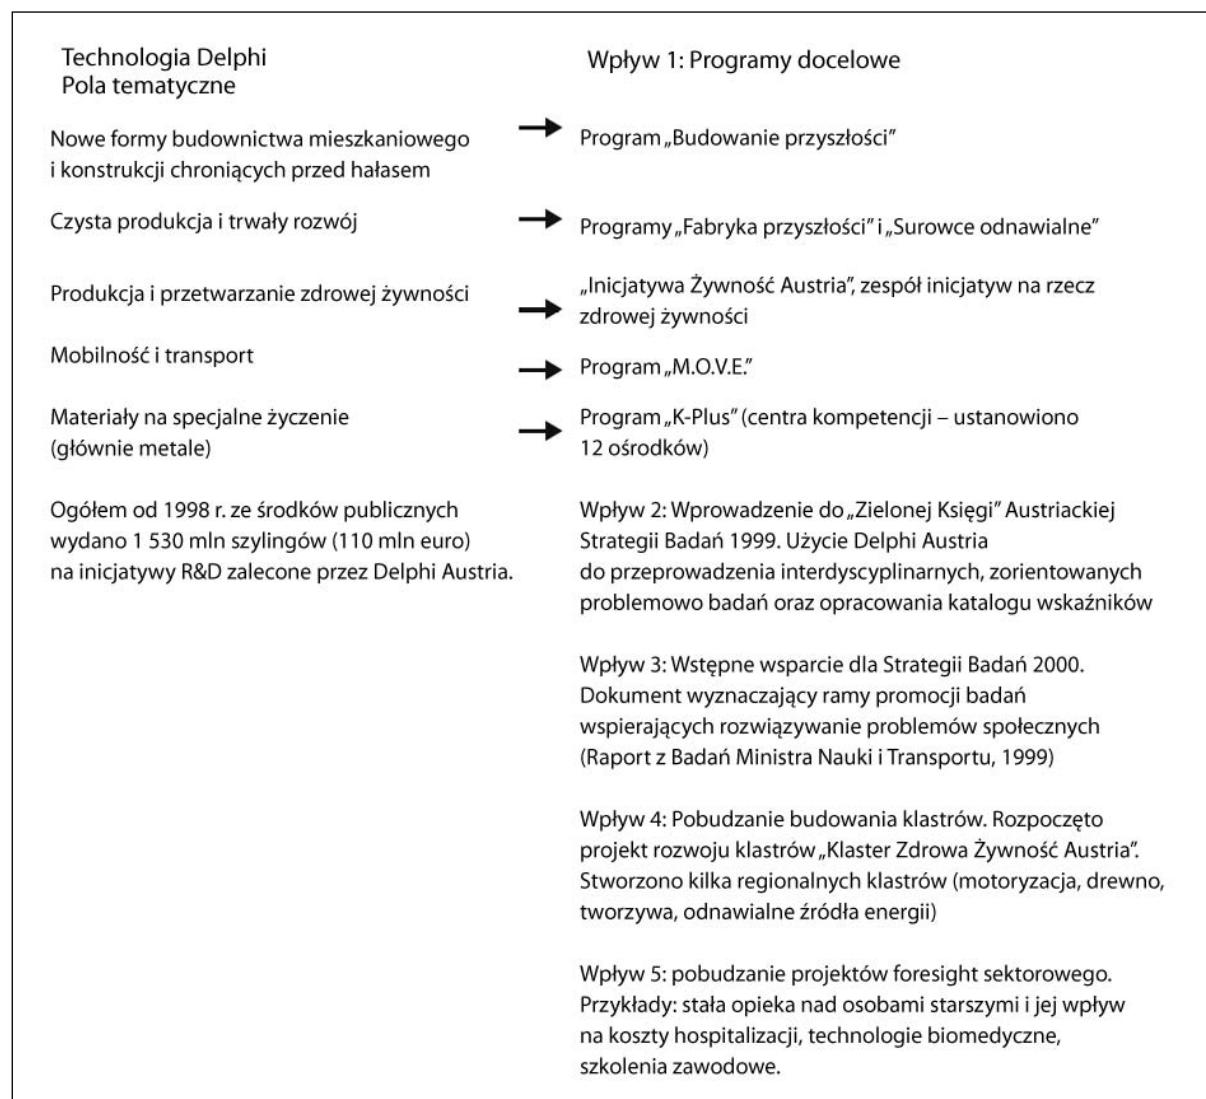 Technologia Delphi
Pola tematyczne
Wpływ 1: Programy docelowe
Nowe formy budownictwa mieszkaniowego
i konstrukcji chroniących przed hałasem
Program „Budowanie przyszłości”
Czysta produkcja i trwały rozwój
Programy „Fabryka przyszłości” i „Surowce odnawialne”
Produkcja i przetwarzanie zdrowej żywności
„Inicjatywa Żywność Austria”, zespół inicjatyw na rzecz
zdrowej żywności
Mobilność i transport
Program „M.O.V.E.”
Materiały na specjalne życzenie
(głównie metale)
Program „K-Plus” (centra kompetencji – ustanowiono
12 ośrodków)
Ogółem od 1998 r. ze środków publicznych
wydano 1 530 mln szylingów (110 mln euro)
na inicjatywy R&D zalecone przez Delphi Austria.
Wpływ 2: Wprowadzenie do „Zielonej Księgi” Austriackiej
Strategii Badań 1999. Użycie Delphi Austria
do przeprowadzenia interdyscyplinarnych, zorientowanych
problemowo badań oraz opracowania katalogu wskaźników
Wpływ 3: Wstępne wsparcie dla Strategii Badań 2000.
Dokument wyznaczający ramy promocji badań
wspierających rozwiązywanie problemów społecznych
(Raport z Badań Ministra Nauki i Transportu, 1999)
Wpływ 4: Pobudzanie budowania klastrów. Rozpoczęto
projekt rozwoju klastrów „Klaster Zdrowa Żywność Austria”.
Stworzono kilka regionalnych klastrów (motoryzacja, drewno,
tworzywa, odnawialne źródła energii)
Wpływ 5: pobudzanie projektów foresight sektorowego.
Przykłady: stała opieka nad osobami starszymi i jej wpływ
na koszty hospitalizacji, technologie biomedyczne,
szkolenia zawodowe.